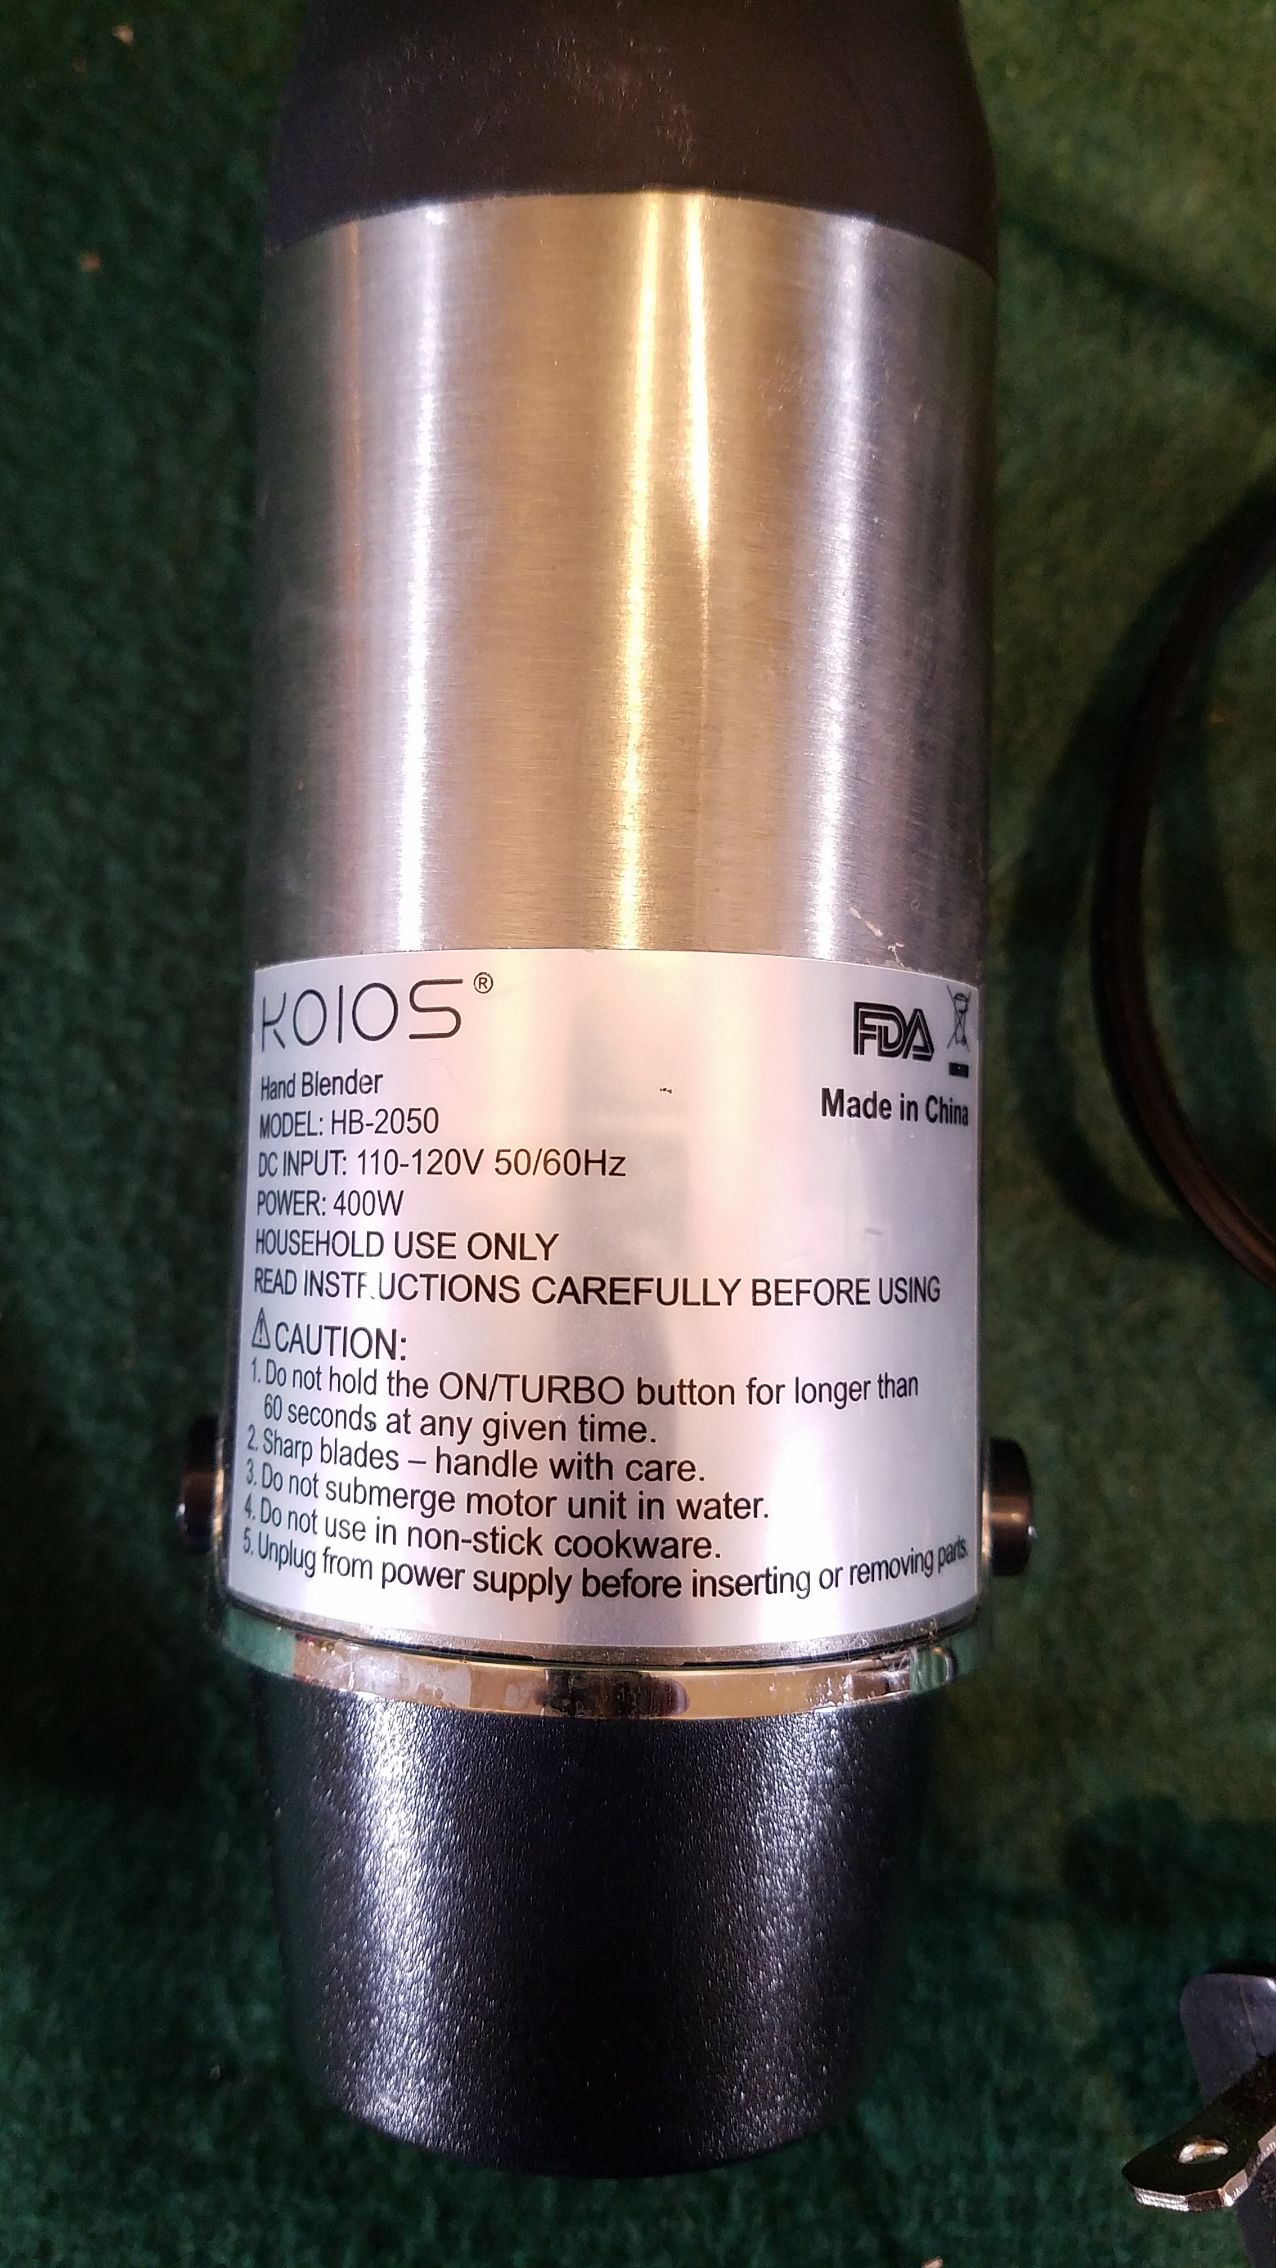 KOIOS®
FDA
Hand Blender
Made in China
MODEL: HB-2050
DC INPUT: 110-120V 50/60Hz
POWER: 400W
HOUSEHOLD USE ONLY
READ INSTRUCTIONS CAREFULLY BEFORE USING
⚠CAUTION:
1. Do not hold the ON/TURBO button for longer than
60 seconds at any given time.
2. Sharp blades – handle with care.
3. Do not submerge motor unit in water.
4. Do not use in non-stick cookware.
5. Unplug from power supply before inserting or removing parts.